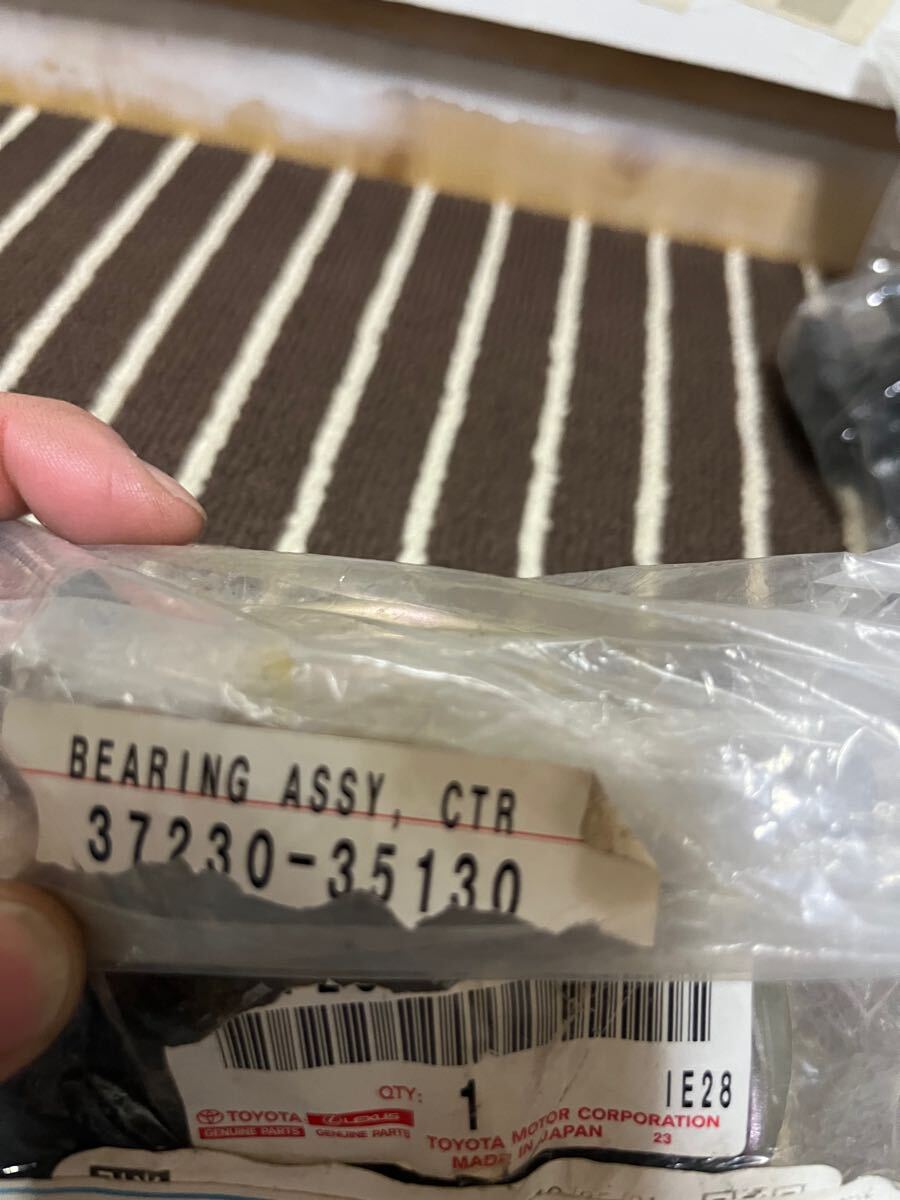 BEARING ASSY, CTR
37230-35130
QTY: 1
IE28
TOYOTA
GENUINE PARTS
LEXUS
GENUINE PARTS
TOYOTA MOTOR CORPORATION
MADE IN JAPAN 23